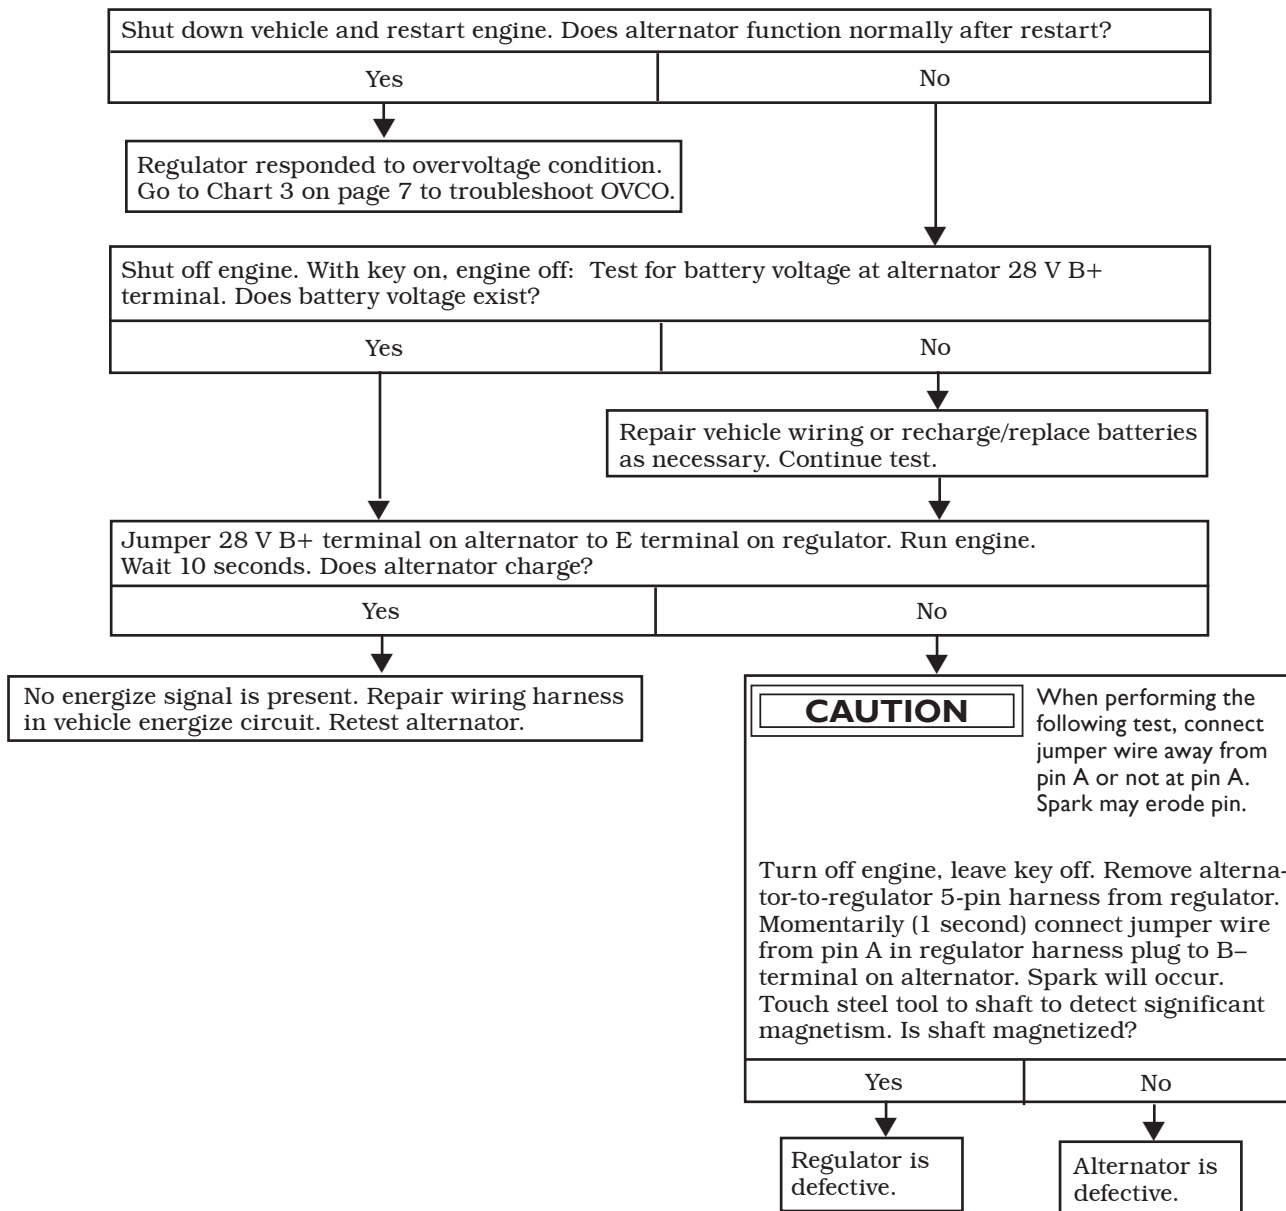 Shut down vehicle and restart engine. Does alternator function normally after restart?
Yes
No
Regulator responded to overvoltage condition.
Go to Chart 3 on page 7 to troubleshoot OVCO.
Shut off engine. With key on, engine off:  Test for battery voltage at alternator 28 V B+
terminal. Does battery voltage exist?
Yes
No
Repair vehicle wiring or recharge/replace batteries
as necessary. Continue test.
Jumper 28 V B+ terminal on alternator to E terminal on regulator. Run engine.
Wait 10 seconds. Does alternator charge?
Yes
No
No energize signal is present. Repair wiring harness
in vehicle energize circuit. Retest alternator.
CAUTION
When performing the
following test, connect
jumper wire away from
pin A or not at pin A.
Spark may erode pin.
Turn off engine, leave key off. Remove alterna-
tor-to-regulator 5-pin harness from regulator.
Momentarily (1 second) connect jumper wire
from pin A in regulator harness plug to B–
terminal on alternator. Spark will occur.
Touch steel tool to shaft to detect significant
magnetism. Is shaft magnetized?
Yes
No
Regulator is
defective.
Alternator is
defective.